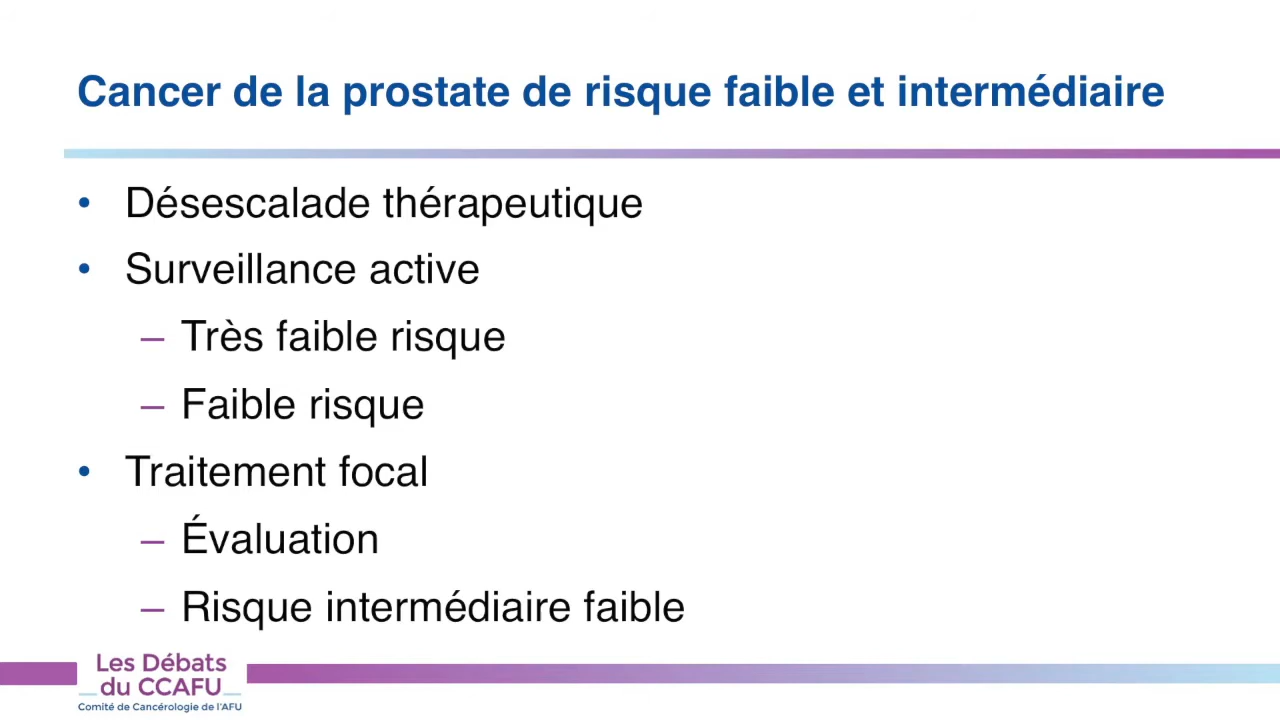 Cancer de la prostate de risque faible et intermédiaire
• Désescalade thérapeutique
• Surveillance active
– Très faible risque
– Faible risque
• Traitement focal
– Évaluation
– Risque intermédiaire faible
Les Débats
du CCAFU
Comité de Cancérologie de l'AFU